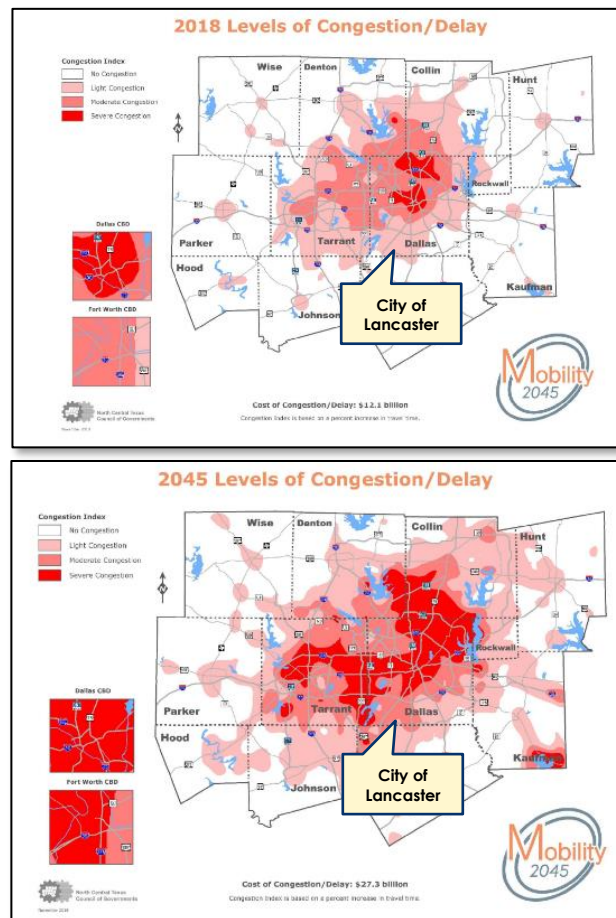 2018 Levels of Congestion/Delay
Congestion Index
No Congestion
Light Congestion
Moderate Congestion
Severe Congestion
N
Wise
Denton
Collin
Hunt
Rockwall
Dallas CBD
Parker
Tarrant
Dallas
Hood
Kaufman
City of
Lancaster
Johnson
Fort Worth CBD
Mobility
2045
Cost of Congestion/Delay: $12.1 billion
North Central Texas
Council of Governments
Congestion Index is based on a percent increase in travel time.
2045 Levels of Congestion/Delay
Congestion Index
No Congestion
Light Congestion
Moderate Congestion
Severe Congestion
N
Wise
Denton
Collin
Hunt
Rockwall
Dallas CBD
Parker
Tarrant
Dallas
Hood
City of
Lancaster
Johnson
Fort Worth CBD
Mobility
2045
Cost of Congestion/Delay: $27.3 billion
North Central Texas
Council of Governments
Congestion Index is based on a percent increase in travel time.